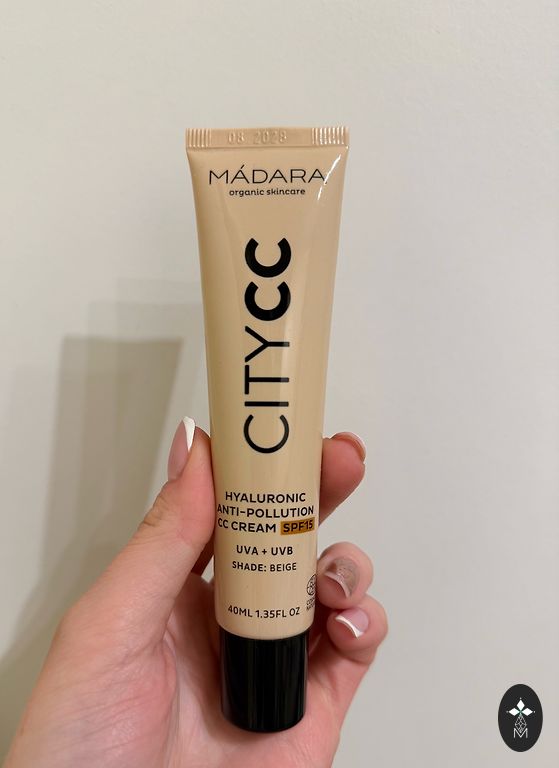 08 2028
MÁDARA
organic skincare
CITYCC
HYALURONIC
ANTI-POLLUTION
CC CREAM SPF15
UVA + UVB
SHADE: BEIGE
40ML 1.35FL OZ
M